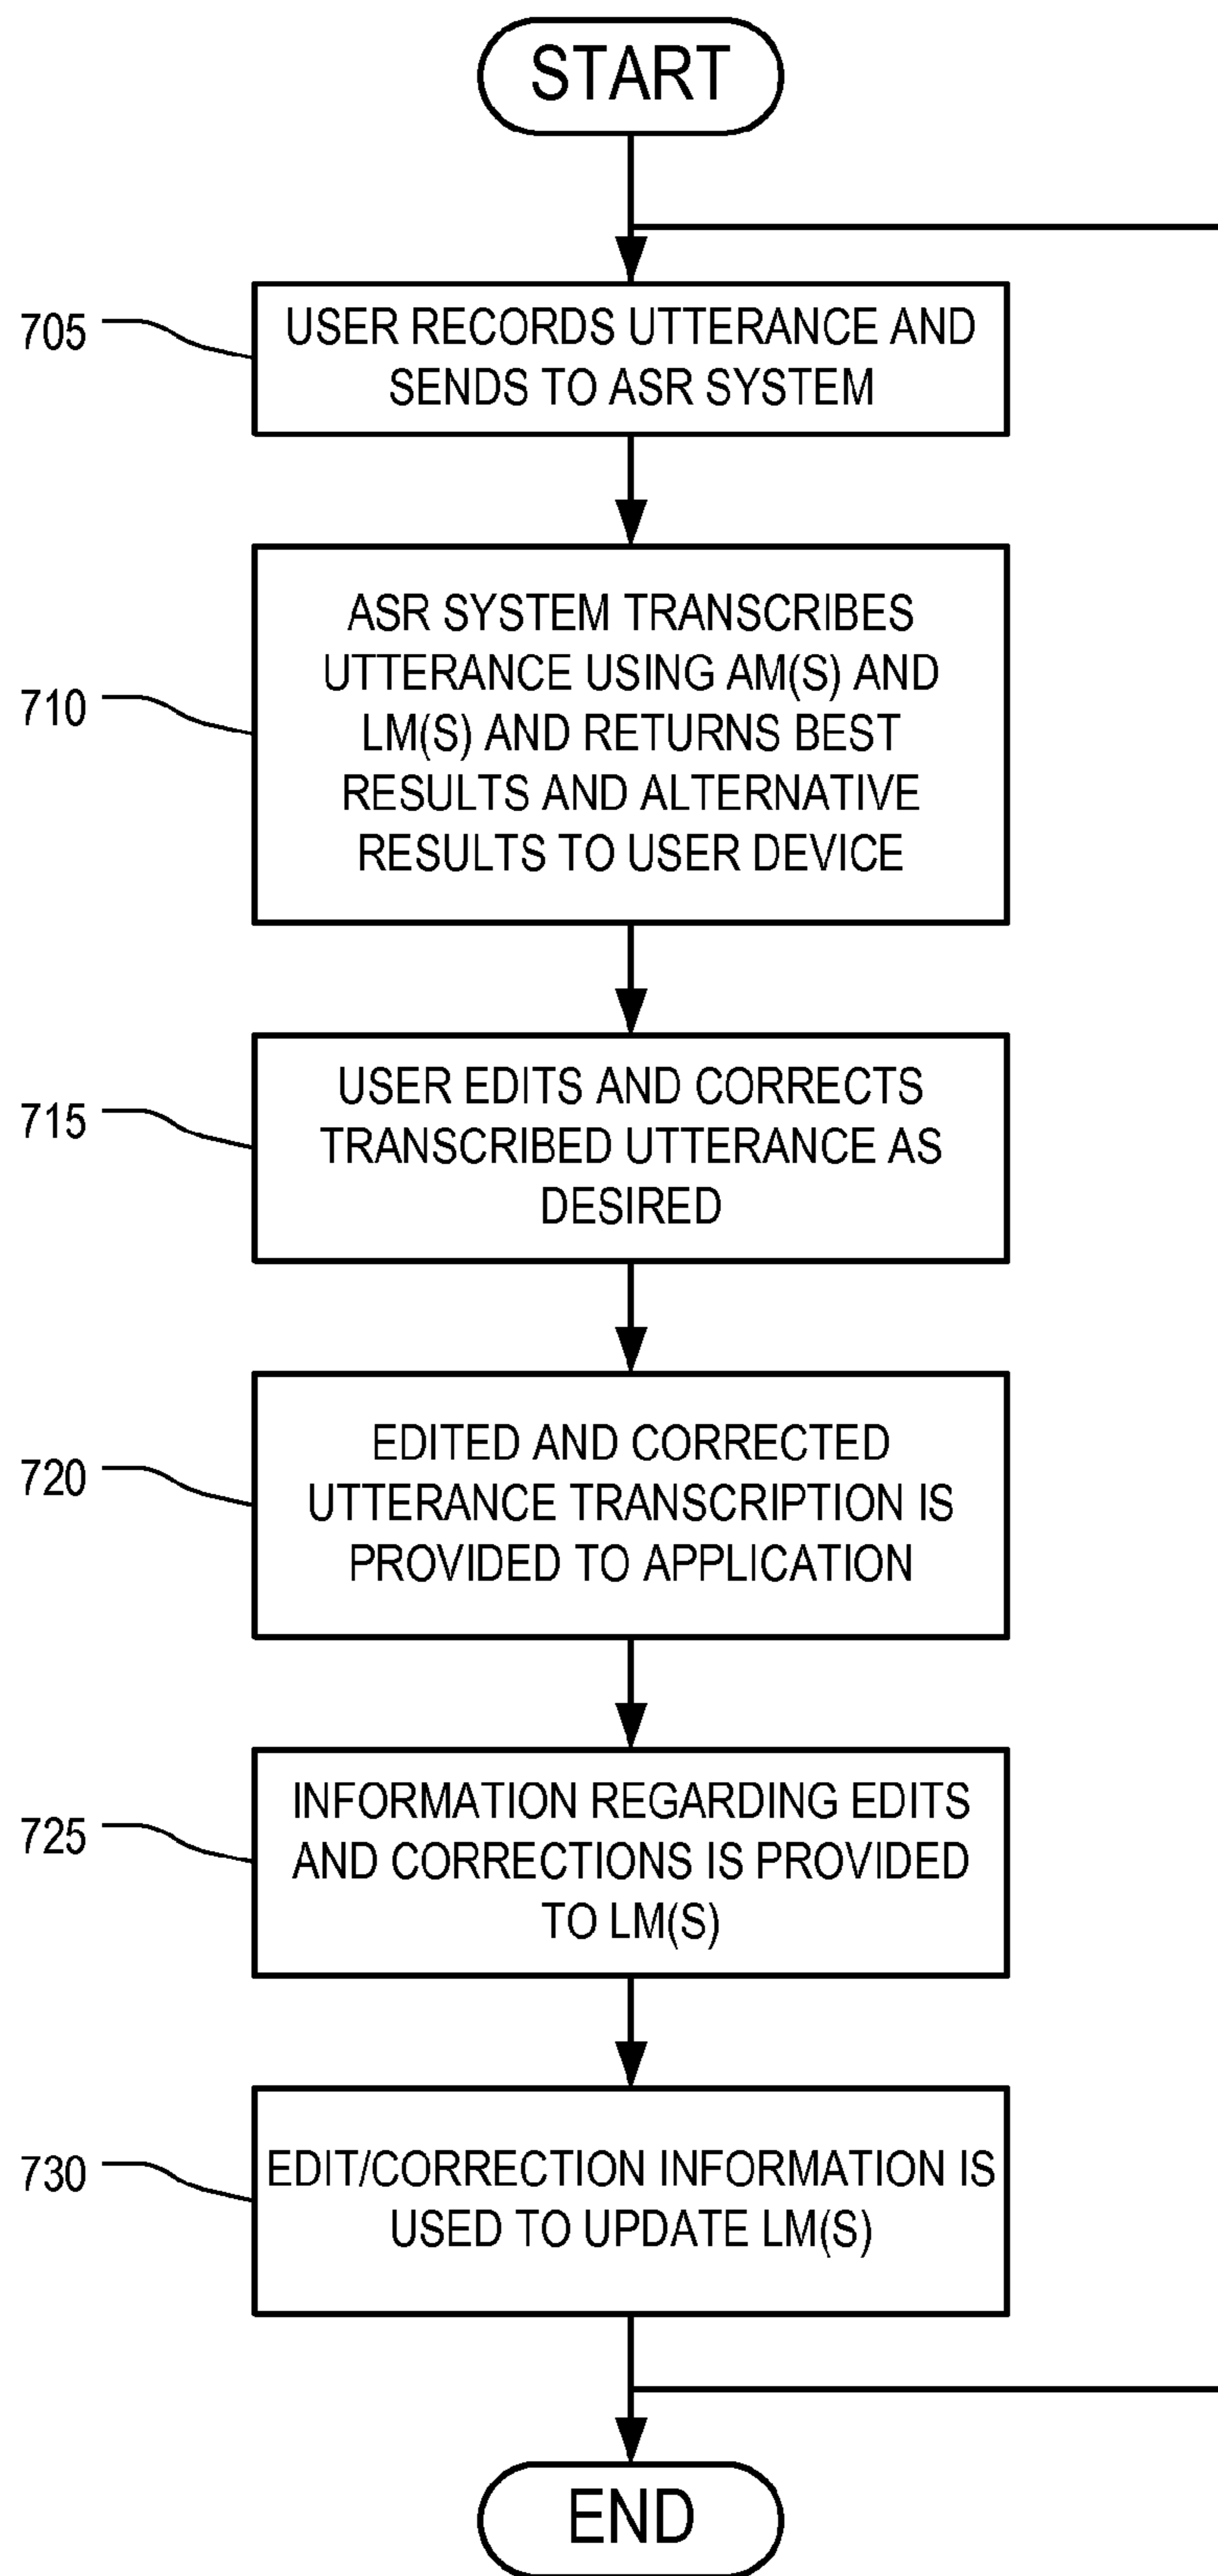 START
705
USER RECORDS UTTERANCE AND
SENDS TO ASR SYSTEM
710
ASR SYSTEM TRANSCRIBES
UTTERANCE USING AM(S) AND
LM(S) AND RETURNS BEST
RESULTS AND ALTERNATIVE
RESULTS TO USER DEVICE
715
USER EDITS AND CORRECTS
TRANSCRIBED UTTERANCE AS
DESIRED
720
EDITED AND CORRECTED
UTTERANCE TRANSCRIPTION IS
PROVIDED TO APPLICATION
725
INFORMATION REGARDING EDITS
AND CORRECTIONS IS PROVIDED
TO LM(S)
730
EDIT/CORRECTION INFORMATION IS
USED TO UPDATE LM(S)
END